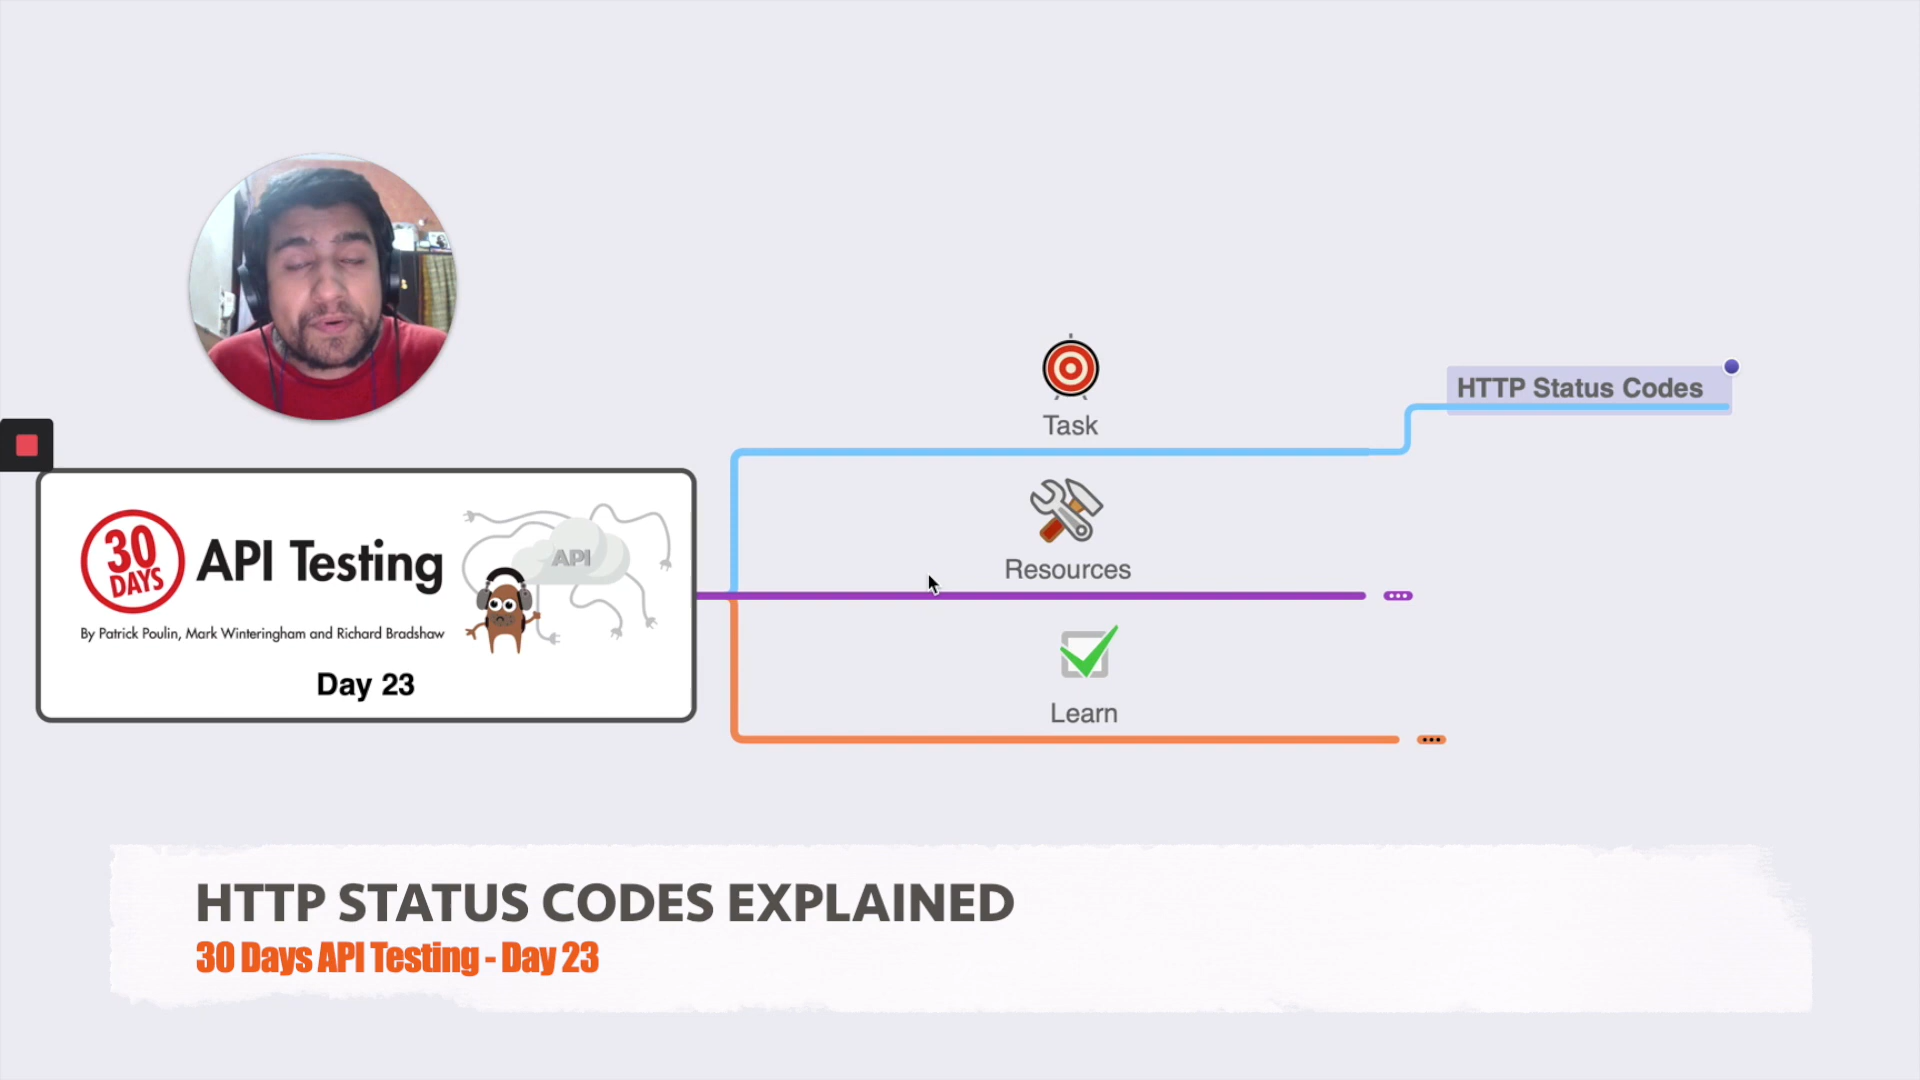 Task
HTTP Status Codes
Resources
30
DAYS
API Testing
API
By Patrick Poulin, Mark Winteringham and Richard Bradshaw
Day 23
Learn
HTTP STATUS CODES EXPLAINED
30 Days API Testing - Day 23